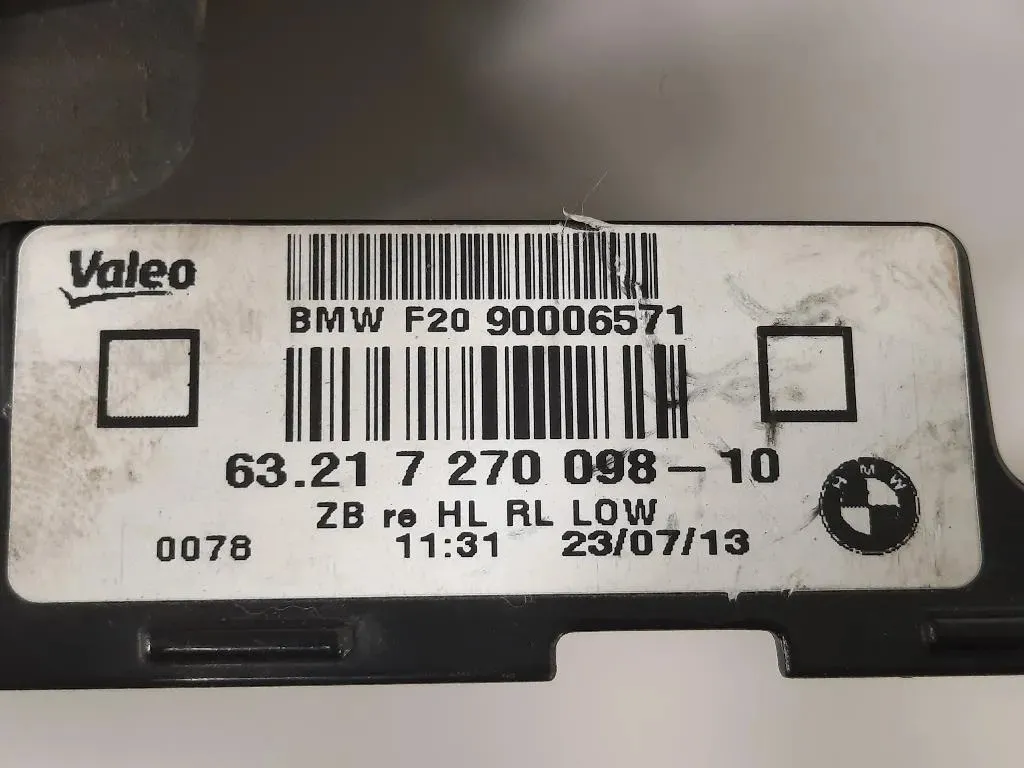 Valeo
BMW F20 90006571
63.21 7 270 098-10
ZB re HL RL LOW
0078 11:31 23/07/13
BMW